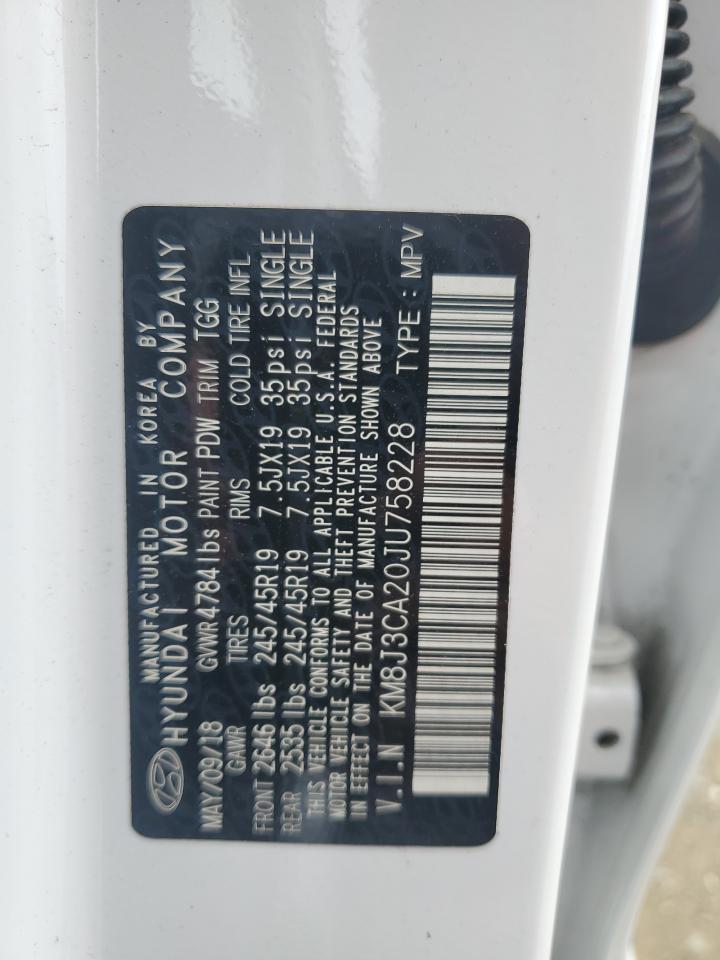 MANUFACTURED IN KOREA BY
HYUNDAI MOTOR COMPANY
MAY/09/18 GVWR 4784 lbs PAINT PDW TRIM TGG
GAWR TIRES RIMS COLD TIRE INFL
FRONT 2646 lbs 245/45R19 7.5JX19 35psi SINGLE
REAR 2535 lbs 245/45R19 7.5JX19 35psi SINGLE
THIS VEHICLE CONFORMS TO ALL APPLICABLE U.S.A. FEDERAL
MOTOR VEHICLE SAFETY AND THEFT PREVENTION STANDARDS
IN EFFECT ON THE DATE OF MANUFACTURE SHOWN ABOVE
V.I.N KM8J3CA20JU758228 TYPE : MPV